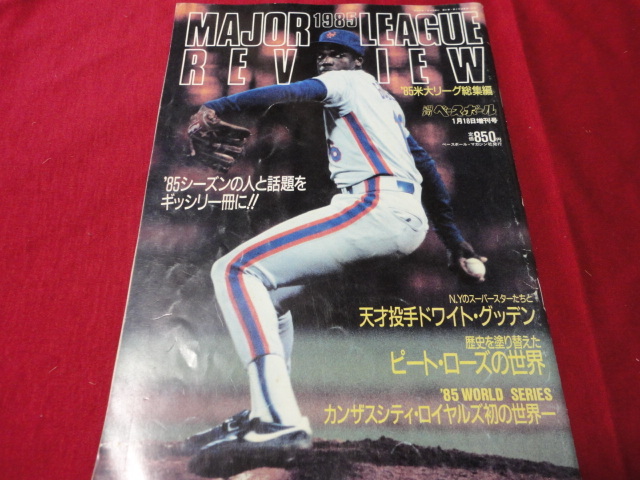 MAJOR 1985 LEAGUE
REVIEW
'85米大リーグ総集編
週刊ベースボール
1月18日増刊号
定価850円
ベースボール・マガジン社発行
'85シーズンの人と話題を
ギッシリ一冊に!!
N.Yのスーパースターたちと
天才投手ドワイト・グッデン
歴史を塗り替えた
ピート・ローズの世界
'85 WORLD SERIES
カンザスシティ・ロイヤルズ初の世界一